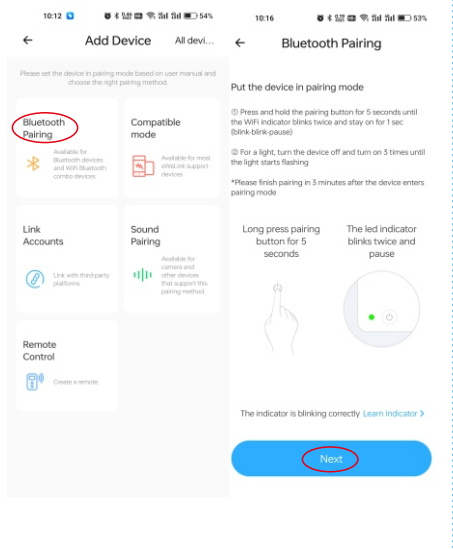 10:12
54%
Add Device
All devi...
Please set the device in pairing mode based on user manual and
choose the right pairing method.
Bluetooth
Pairing
Available for
Bluetooth devices
and WiFi Bluetooth
combo devices
Compatible
mode
Available for most
eWeLink support
devices
Link
Accounts
Link with third-party
platforms
Sound
Pairing
Available for
camera and
other devices
that support this
pairing method.
Remote
Control
Create a remote.
10:16
53%
Bluetooth Pairing
Put the device in pairing mode
① Press and hold the pairing button for 5 seconds until
the WiFi indicator blinks twice and stay on for 1 sec
(blink-blink-pause)
② For a light, turn the device off and turn on 3 times until
the light starts flashing
*Please finish pairing in 3 minutes after the device enters
pairing mode
Long press pairing
button for 5
seconds
The led indicator
blinks twice and
pause
The indicator is blinking correctly Learn indicator >
Next